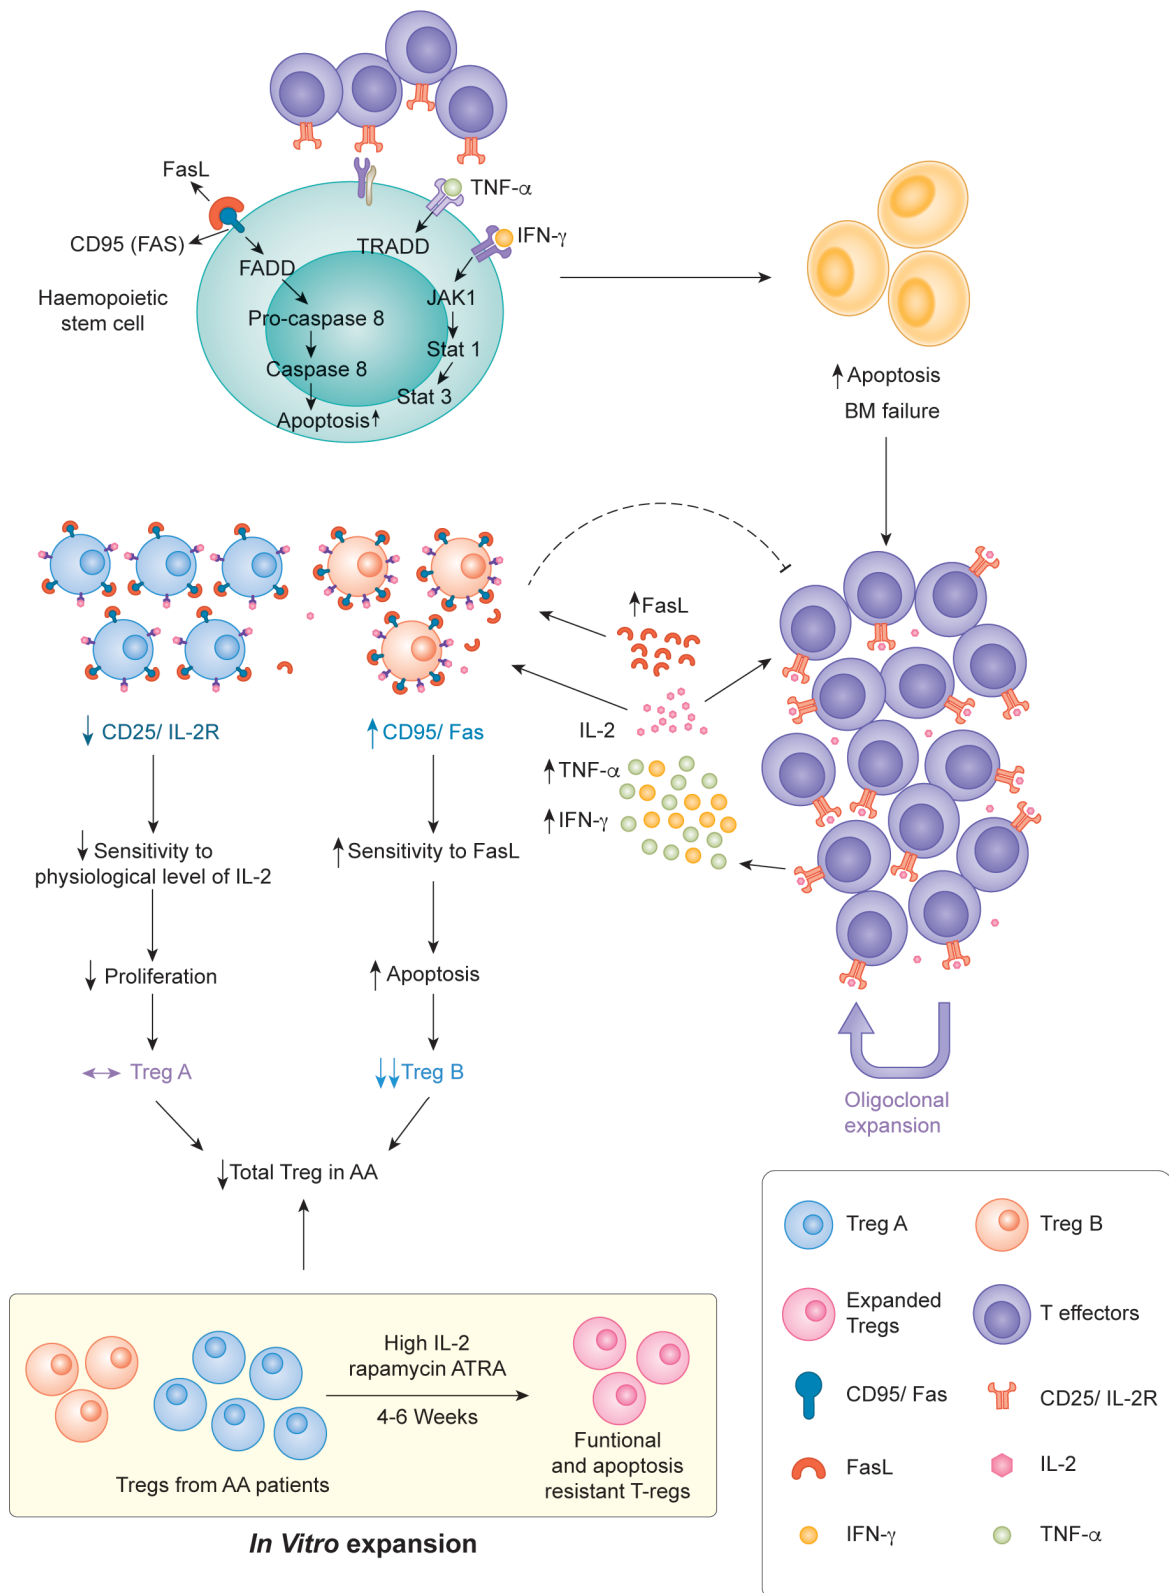 FasL
TNF-α
CD95 (FAS)
IFN-γ
TRADD
FADD
Haemopoietic
stem cell
JAK1
Pro-caspase 8
Stat 1
Caspase 8
Stat 3
Apoptosis↑
↑ Apoptosis
BM failure
↑FasL
IL-2
↑TNF-α
↑IFN-γ
↓ CD25/ IL-2R
↑ CD95/ Fas
↓ Sensitivity to
physiological level of IL-2
↑ Sensitivity to FasL
↓ Proliferation
↑ Apoptosis
↔ Treg A
↓↓Treg B
Oligoclonal
expansion
↓Total Treg in AA
High IL-2
rapamycin ATRA
4-6 Weeks
Tregs from AA patients
Funtional
and apoptosis
resistant T-regs
In Vitro expansion
Treg A
Treg B
Expanded
Tregs
T effectors
CD95/ Fas
CD25/ IL-2R
FasL
IL-2
IFN-γ
TNF-α